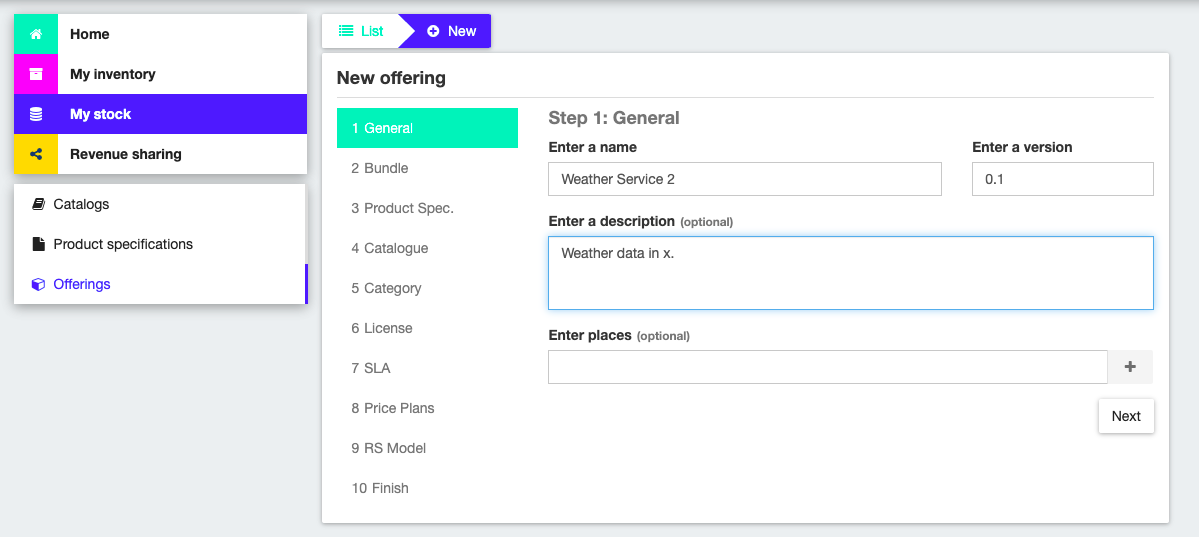 Home
My inventory
My stock
Revenue sharing
Catalogs
Product specifications
Offerings
List
New
New offering
1 General
2 Bundle
3 Product Spec.
4 Catalogue
5 Category
6 License
7 SLA
8 Price Plans
9 RS Model
10 Finish
Step 1: General
Enter a name
Weather Service 2
Enter a version
0.1
Enter a description (optional)
Weather data in x.
Enter places (optional)
Next